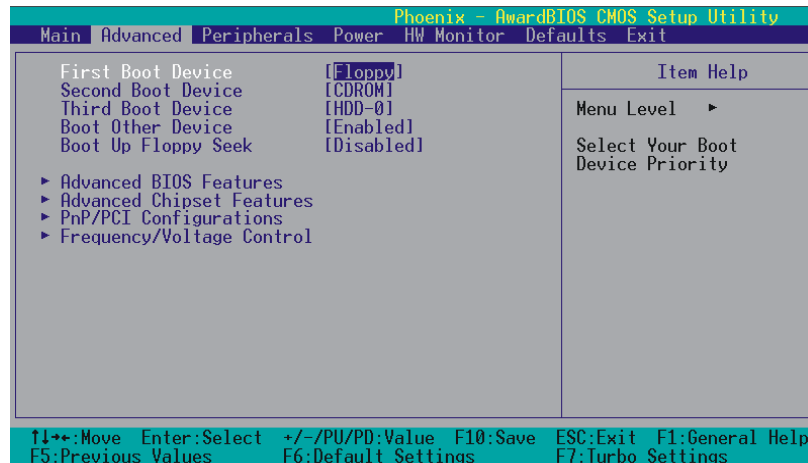 Phoenix - AwardBIOS CMOS Setup Utility
Main Advanced Peripherals Power HW Monitor Defaults Exit
First Boot Device [Floppy]
Second Boot Device [CDROM]
Third Boot Device [HDD-0]
Boot Other Device [Enabled]
Boot Up Floppy Seek [Disabled]
► Advanced BIOS Features
► Advanced Chipset Features
► PnP/PCI Configurations
► Frequency/Voltage Control
Item Help
Menu Level ►
Select Your Boot
Device Priority
↑↓→←:Move Enter:Select +/-/PU/PD:Value F10:Save ESC:Exit F1:General Help
F5:Previous Values F6:Default Settings F7:Turbo Settings